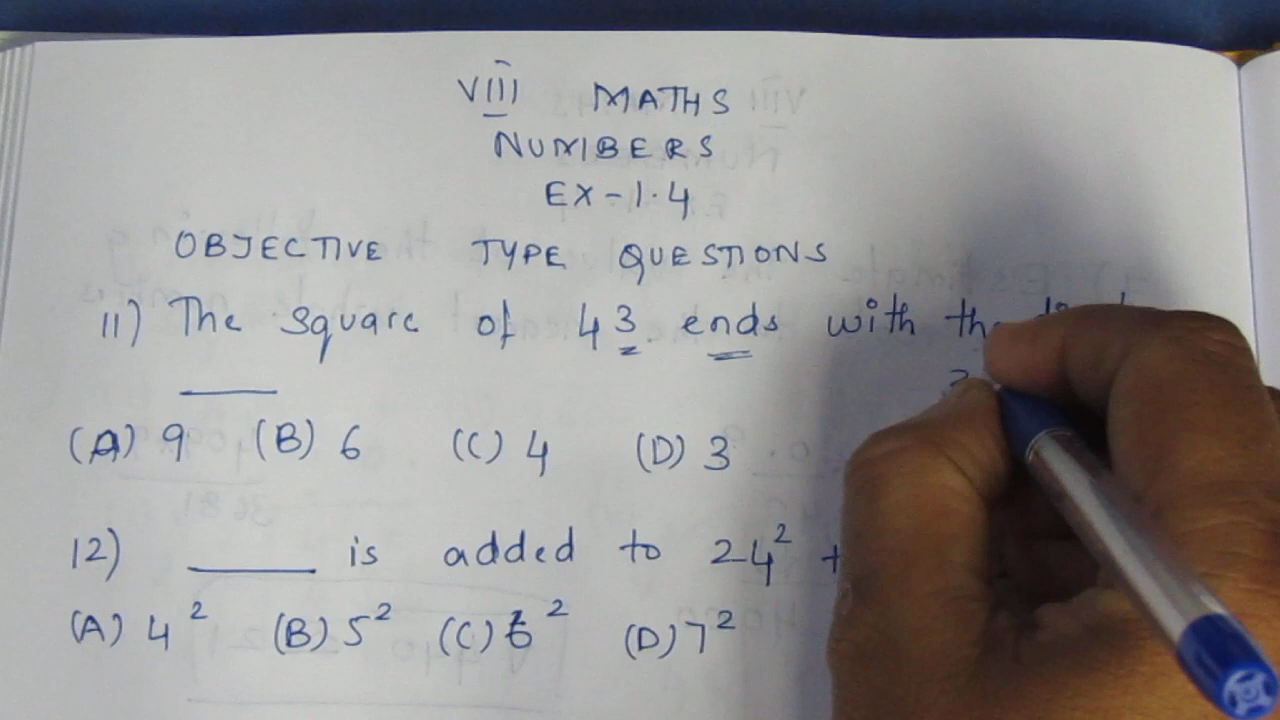 VIII MATHS
NUMBERS
EX-1.4
OBJECTIVE TYPE QUESTIONS
11) The square of 43 ends with
____
(A) 9 (B) 6 (C) 4 (D) 3
12) ____ is added to 24² +
(A) 4² (B) 5² (C) 6² (D) 7²